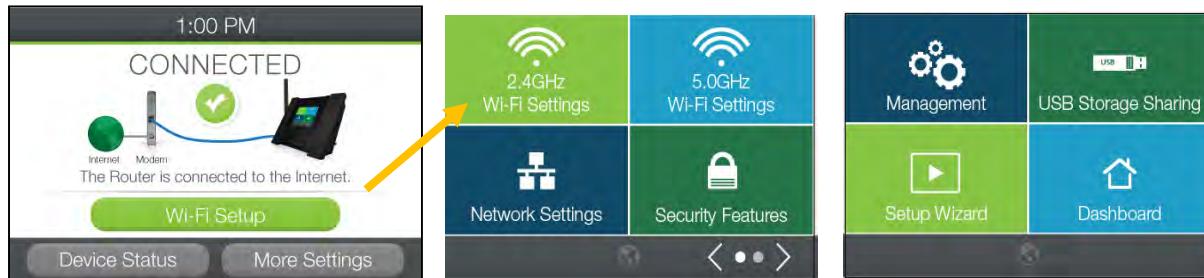 1:00 PM
CONNECTED
Internet Modem
The Router is connected to the Internet.
Wi-Fi Setup
Device Status More Settings
2.4GHz
Wi-Fi Settings
5.0GHz
Wi-Fi Settings
Network Settings
Security Features
Management
USB
USB Storage Sharing
Setup Wizard
Dashboard